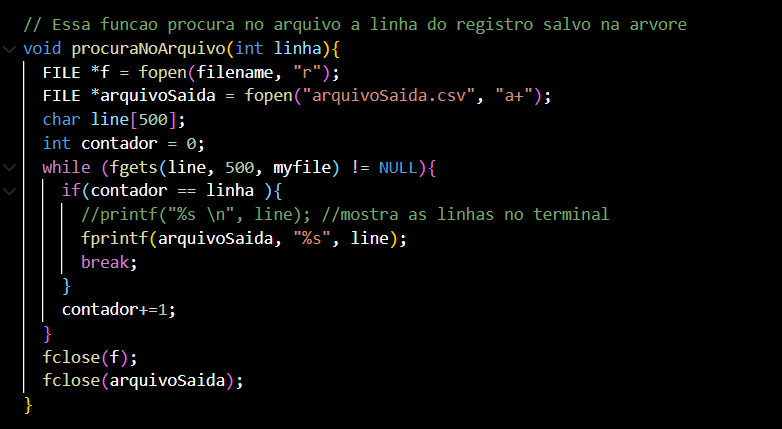 // Essa funcao procura no arquivo a linha do registro salvo na arvore
void procuraNoArquivo(int linha){
  FILE *f = fopen(filename, "r");
  FILE *arquivoSaida = fopen("arquivoSaida.csv", "a+");
  char line[500];
  int contador = 0;
  while (fgets(line, 500, myfile) != NULL){
    if(contador == linha ){
      //printf("%s \n", line); //mostra as linhas no terminal
      fprintf(arquivoSaida, "%s", line);
      break;
    }
    contador+=1;
  }
  fclose(f);
  fclose(arquivoSaida);
}